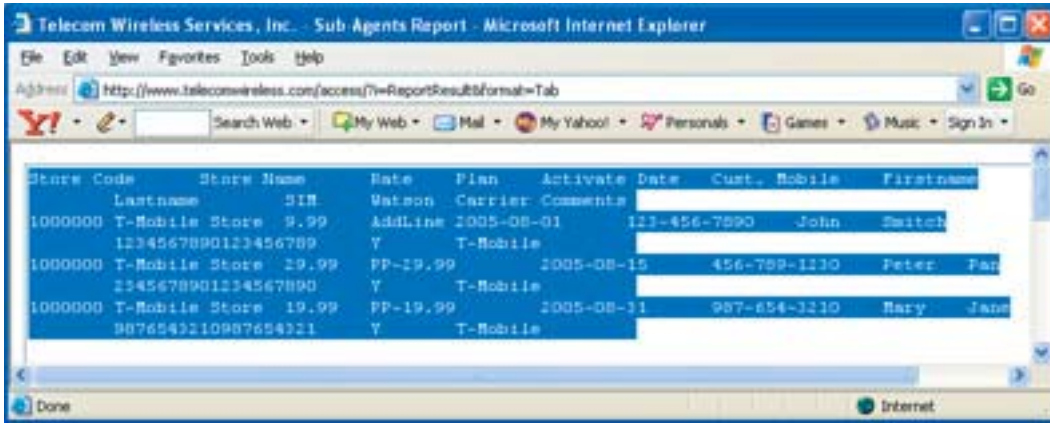 Telecom Wireless Services, Inc. - Sub-Agents Report - Microsoft Internet Explorer
File Edit View Favorites Tools Help
Address http://www.telecomwireless.com/access/?i=ReportResult&format=Tab Go
Y! Search Web My Web Mail My Yahoo! Personals Games Music Sign In
Store Code Store Name Rate Plan Activate Date Cust. Mobile Firstname
Lastname SIM Watson Carrier Comments
1000000 T-Mobile Store 9.99 AddLine 2005-08-01 123-456-7890 John Smitch
1234567890123456789 Y T-Mobile
1000000 T-Mobile Store 29.99 PP-29.99 2005-08-15 456-789-1230 Peter Pan
2345678901234567890 Y T-Mobile
1000000 T-Mobile Store 19.99 PP-19.99 2005-08-31 987-654-3210 Mary Jane
9876543210987654321 Y T-Mobile
Done Internet